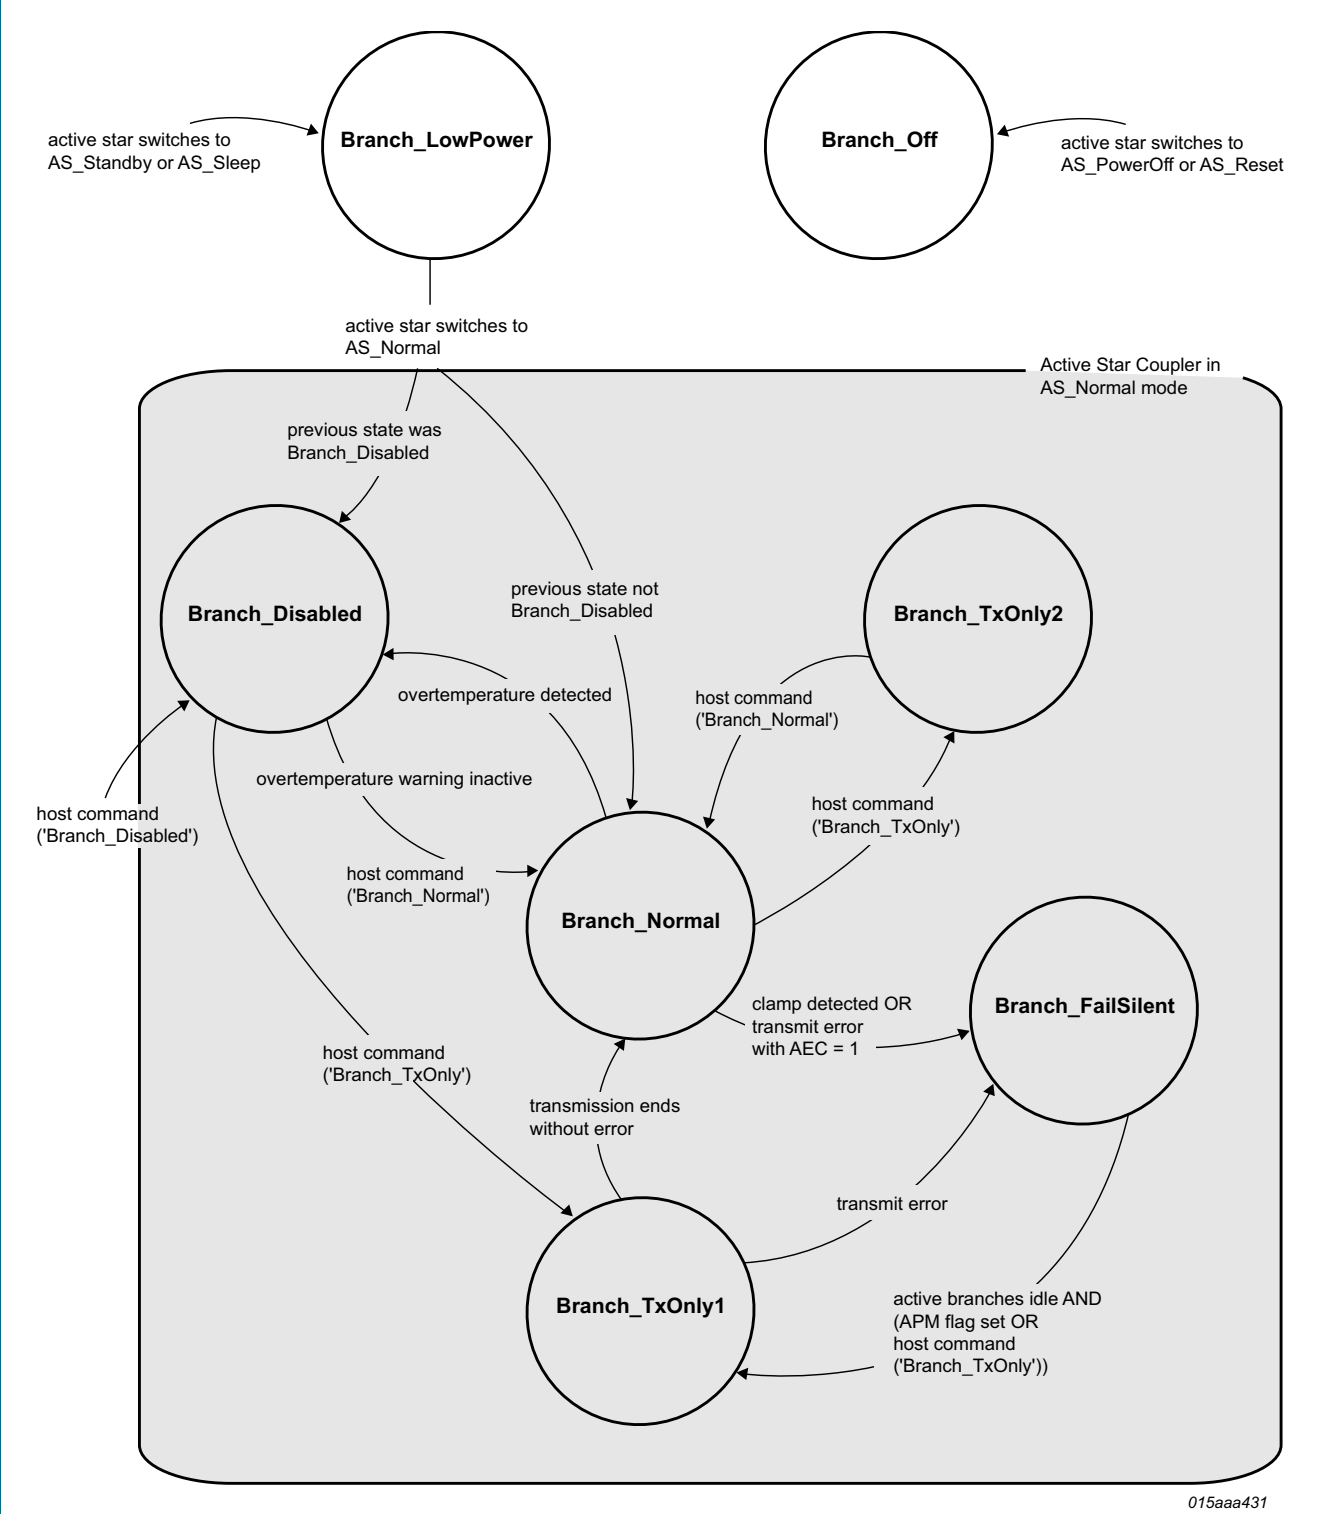 Branch_LowPower
Branch_Off
active star switches to
AS_Standby or AS_Sleep
active star switches to
AS_PowerOff or AS_Reset
active star switches to
AS_Normal
Active Star Coupler in
AS_Normal mode
previous state was
Branch_Disabled
previous state not
Branch_Disabled
Branch_Disabled
Branch_TxOnly2
overtemperature detected
host command
('Branch_Normal')
overtemperature warning inactive
host command
('Branch_Disabled')
host command
('Branch_TxOnly')
host command
('Branch_Normal')
Branch_Normal
clamp detected OR
transmit error
with AEC = 1
Branch_FailSilent
host command
('Branch_TxOnly')
transmission ends
without error
transmit error
Branch_TxOnly1
active branches idle AND
(APM flag set OR
host command
('Branch_TxOnly'))
015aaa431